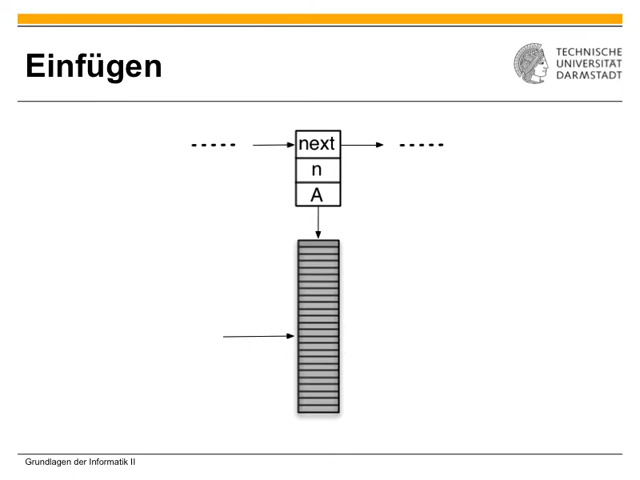 Einfügen
TECHNISCHE
UNIVERSITÄT
DARMSTADT
next
n
A
Grundlagen der Informatik II